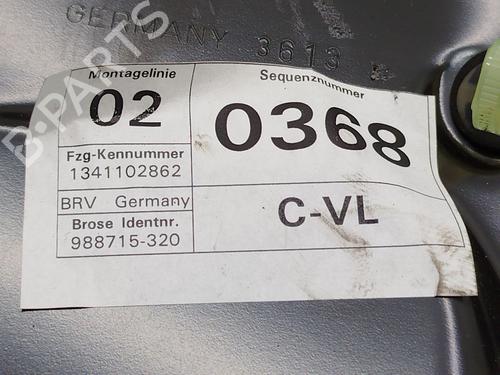 GERMANY 3613
Montagelinie
02
Sequenznummer
0368
Fzg-Kennummer
1341102862
BRV Germany
Brose Identnr.
988715-320
C-VL
B-PARTS